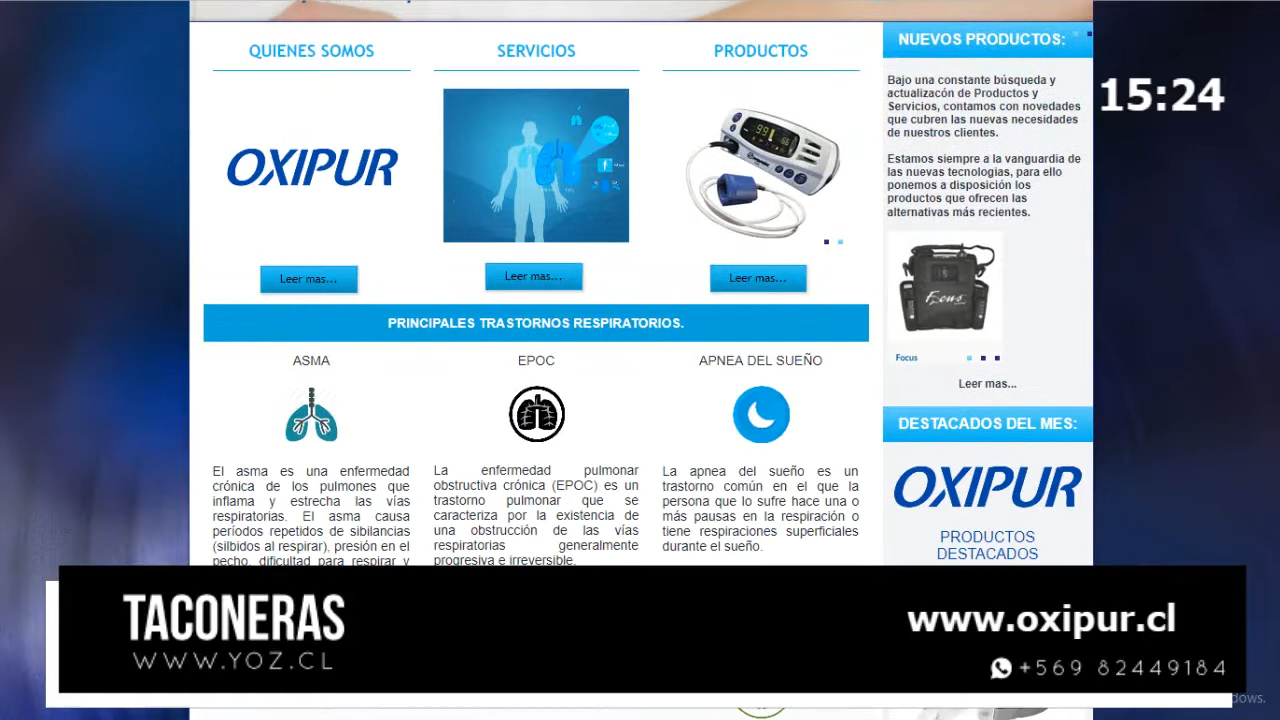 QUIENES SOMOS
SERVICIOS
PRODUCTOS
OXIPUR
99
Leer mas...
Leer mas...
Leer mas...
PRINCIPALES TRASTORNOS RESPIRATORIOS.
ASMA
El asma es una enfermedad
crónica de los pulmones que
inflama y estrecha las vías
respiratorias. El asma causa
períodos repetidos de sibilancias
(silbidos al respirar), presión en el
pecho, dificultad para respirar y
EPOC
La enfermedad pulmonar
obstructiva crónica (EPOC) es un
trastorno pulmonar que se
caracteriza por la existencia de
una obstrucción de las vías
respiratorias generalmente
progresiva e irreversible.
APNEA DEL SUEÑO
La apnea del sueño es un
trastorno común en el que la
persona que lo sufre hace una o
más pausas en la respiración o
tiene respiraciones superficiales
durante el sueño.
NUEVOS PRODUCTOS:
Bajo una constante búsqueda y
actualizacón de Productos y
Servicios, contamos con novedades
que cubren las nuevas necesidades
de nuestros clientes.
Estamos siempre a la vanguardia de
las nuevas tecnologias, para ello
ponemos a disposición los
productos que ofrecen las
alternativas más recientes.
Focus
Focus
Leer mas...
DESTACADOS DEL MES:
OXIPUR
PRODUCTOS
DESTACADOS
15:24
TACONERAS
WWW.YOZ.CL
www.oxipur.cl
+569 82449184
dows.